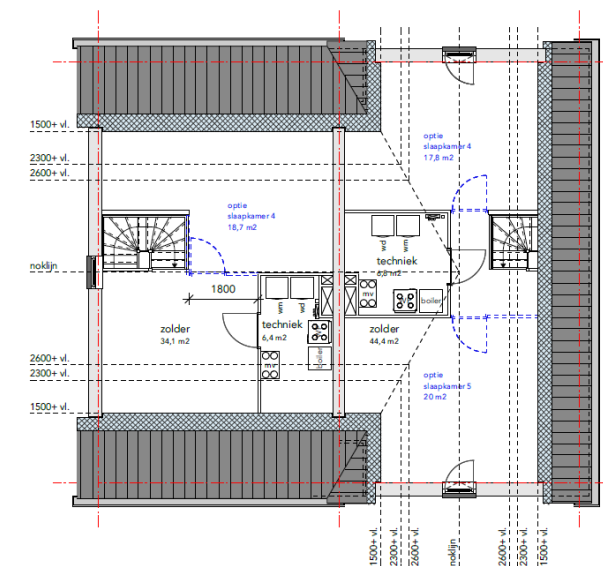 1500+ vl.
2300+ vl.
2600+ vl.
noklijn
2600+ vl.
2300+ vl.
1500+ vl.
optie
slaapkamer 4
18,7 m2
1800
zolder
34,1 m2
techniek
6,4 m2
wm
wd
boiler
mv
optie
slaapkamer 4
17,8 m2
wd
wm
techniek
6,8 m2
mv
boiler
zolder
44,4 m2
optie
slaapkamer 5
20 m2
1500+ vl.
2300+ vl.
2600+ vl.
noklijn
2600+ vl.
2300+ vl.
1500+ vl.